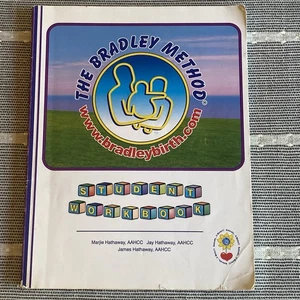 THE BRADLEY METHOD®
www.bradleybirth.com
STUDENT
WORKBOOK
Marjie Hathaway, AAHCC Jay Hathaway, AAHCC
James Hathaway, AAHCC